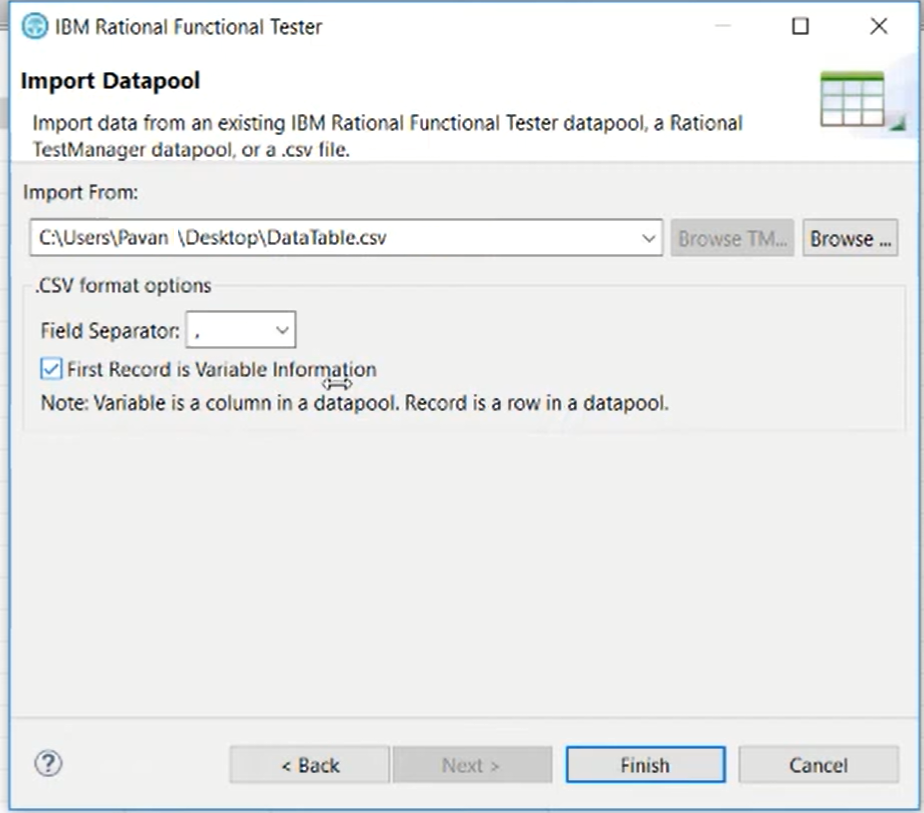 IBM Rational Functional Tester
Import Datapool
Import data from an existing IBM Rational Functional Tester datapool, a Rational
TestManager datapool, or a .csv file.
Import From:
C:\Users\Pavan \Desktop\DataTable.csv Browse TM... Browse ...
.CSV format options
Field Separator: ,
First Record is Variable Information
Note: Variable is a column in a datapool. Record is a row in a datapool.
? < Back Next > Finish Cancel